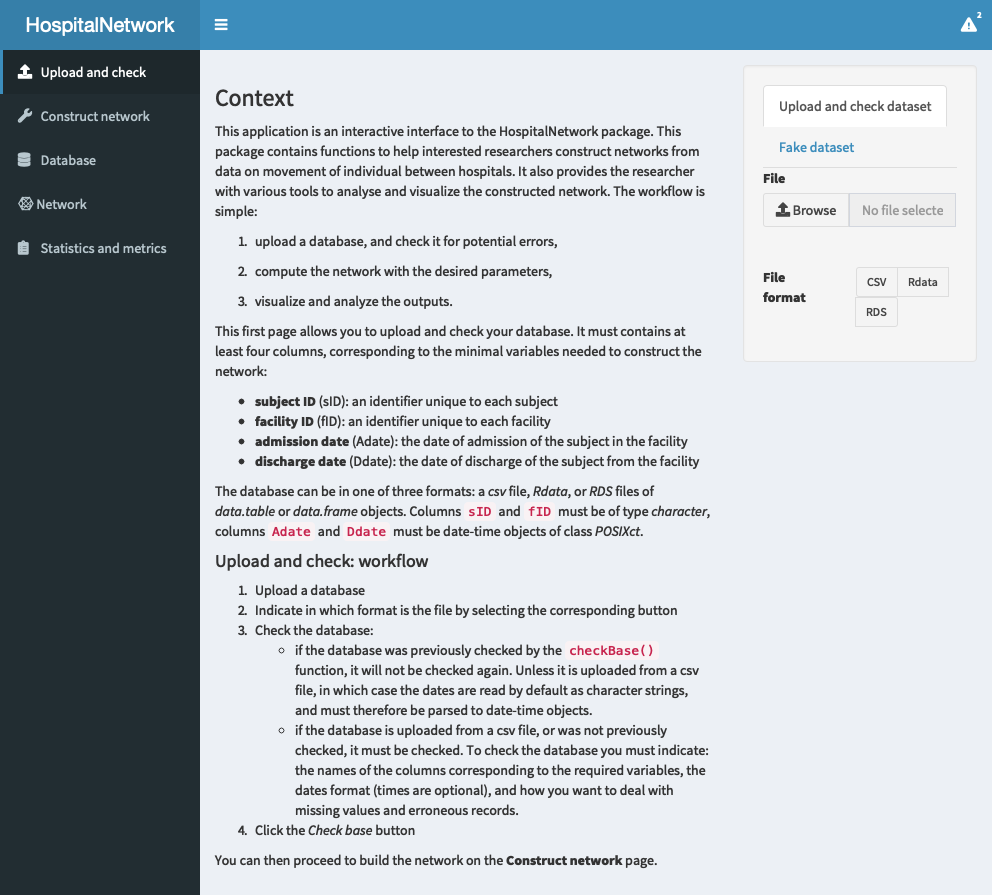 HospitalNetwork
2
Upload and check
Construct network
Database
Network
Statistics and metrics
Context
This application is an interactive interface to the HospitalNetwork package. This
package contains functions to help interested researchers construct networks from
data on movement of individual between hospitals. It also provides the researcher
with various tools to analyse and visualize the constructed network. The workflow is
simple:
1. upload a database, and check it for potential errors,
2. compute the network with the desired parameters,
3. visualize and analyze the outputs.
This first page allows you to upload and check your database. It must contains at
least four columns, corresponding to the minimal variables needed to construct the
network:
• subject ID (sID): an identifier unique to each subject
• facility ID (fID): an identifier unique to each facility
• admission date (Adate): the date of admission of the subject in the facility
• discharge date (Ddate): the date of discharge of the subject from the facility
The database can be in one of three formats: a csv file, Rdata, or RDS files of
data.table or data.frame objects. Columns sID and fID must be of type character,
columns Adate and Ddate must be date-time objects of class POSIXct.
Upload and check: workflow
1. Upload a database
2. Indicate in which format is the file by selecting the corresponding button
3. Check the database:
◦ if the database was previously checked by the checkBase()
function, it will not be checked again. Unless it is uploaded from a csv
file, in which case the dates are read by default as character strings,
and must therefore be parsed to date-time objects.
◦ if the database is uploaded from a csv file, or was not previously
checked, it must be checked. To check the database you must indicate:
the names of the columns corresponding to the required variables, the
dates format (times are optional), and how you want to deal with
missing values and erroneous records.
4. Click the Check base button
You can then proceed to build the network on the Construct network page.
Upload and check dataset
Fake dataset
File
Browse No file selecte
File
format
CSV Rdata
RDS